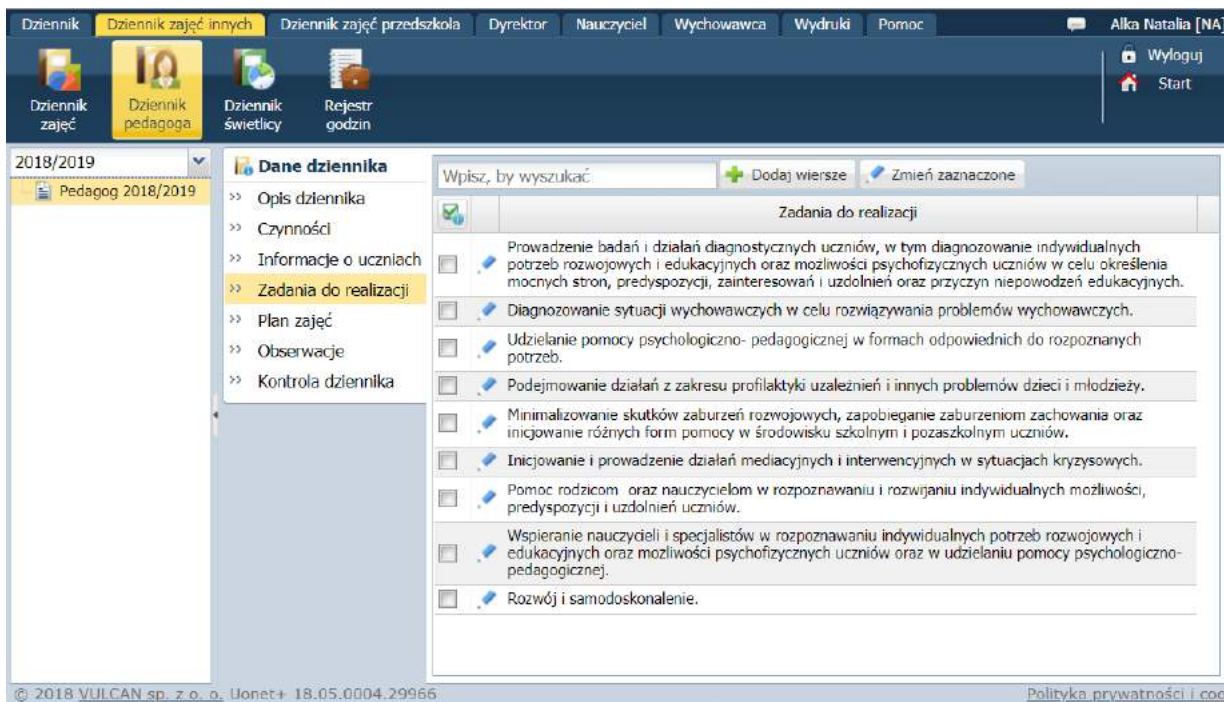 Dziennik Dziennik zajęć innych Dziennik zajęć przedszkola Dyrektor Nauczyciel Wychowawca Wydruki Pomoc Alka Natalia [NA]
Dziennik zajęć
Dziennik pedagoga
Dziennik świetlicy
Rejestr godzin
Wyloguj
Start
2018/2019
Pedagog 2018/2019
Dane dziennika
Opis dziennika
Czynności
Informacje o uczniach
Zadania do realizacji
Plan zajęć
Obserwacje
Kontrola dziennika
Wpisz, by wyszukać Dodaj wiersze Zmień zaznaczone
Zadania do realizacji
Prowadzenie badań i działań diagnostycznych uczniów, w tym diagnozowanie indywidualnych
potrzeb rozwojowych i edukacyjnych oraz możliwości psychofizycznych uczniów w celu określenia
mocnych stron, predyspozycji, zainteresowań i uzdolnień oraz przyczyn niepowodzeń edukacyjnych.
Diagnozowanie sytuacji wychowawczych w celu rozwiązywania problemów wychowawczych.
Udzielanie pomocy psychologiczno- pedagogicznej w formach odpowiednich do rozpoznanych
potrzeb.
Podejmowanie działań z zakresu profilaktyki uzależnień i innych problemów dzieci i młodzieży.
Minimalizowanie skutków zaburzeń rozwojowych, zapobieganie zaburzeniom zachowania oraz
inicjowanie różnych form pomocy w środowisku szkolnym i pozaszkolnym uczniów.
Inicjowanie i prowadzenie działań mediacyjnych i interwencyjnych w sytuacjach kryzysowych.
Pomoc rodzicom oraz nauczycielom w rozpoznawaniu i rozwijaniu indywidualnych możliwości,
predyspozycji i uzdolnień uczniów.
Wspieranie nauczycieli i specjalistów w rozpoznawaniu indywidualnych potrzeb rozwojowych i
edukacyjnych oraz możliwości psychofizycznych uczniów oraz w udzielaniu pomocy psychologiczno-
pedagogicznej.
Rozwój i samodoskonalenie.
© 2018 VULCAN sp. z o. o. Uonet+ 18.05.0004.29966 Polityka prywatności i coo